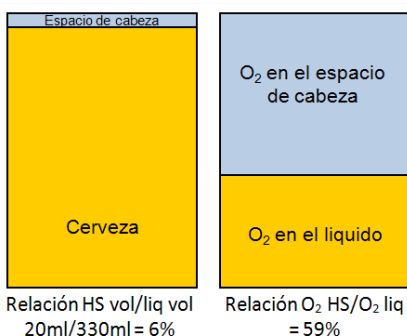 Espacio de cabeza
Cerveza
Relación HS vol/liq vol
20ml/330ml = 6%
O₂ en el espacio
de cabeza
O₂ en el liquido
Relación O₂ HS/O₂ liq
= 59%